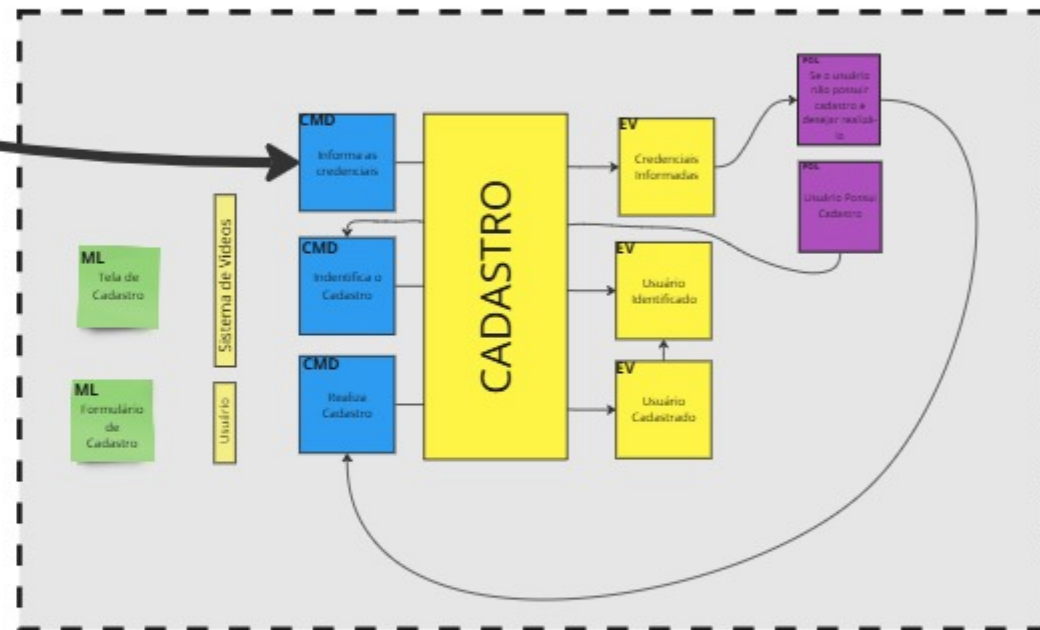 CMD
Informa as
credenciais
CMD
Indentifica o
Cadastro
CMD
Realiza
Cadastro
ML
Tela de
Cadastro
ML
Formulário
de
Cadastro
Sistema de Videos
Usuário
CADASTRO
EV
Credenciais
Informadas
EV
Usuário
Identificado
EV
Usuário
Cadastrado
POL
Se o usuário
não possuir
cadastro e
desejar realizá-
lo
POL
Usuário Possui
Cadastro